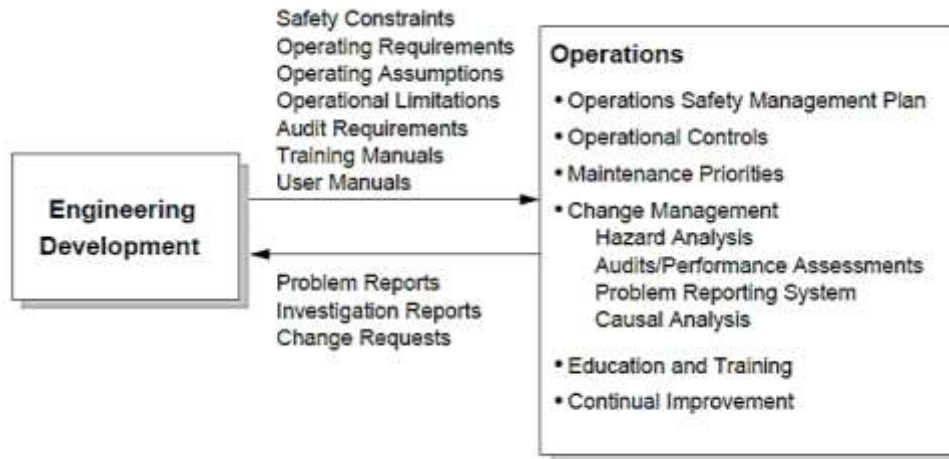 Safety Constraints
Operating Requirements
Operating Assumptions
Operational Limitations
Audit Requirements
Training Manuals
User Manuals
Engineering
Development
Problem Reports
Investigation Reports
Change Requests
Operations
• Operations Safety Management Plan
• Operational Controls
• Maintenance Priorities
• Change Management
Hazard Analysis
Audits/Performance Assessments
Problem Reporting System
Causal Analysis
• Education and Training
• Continual Improvement